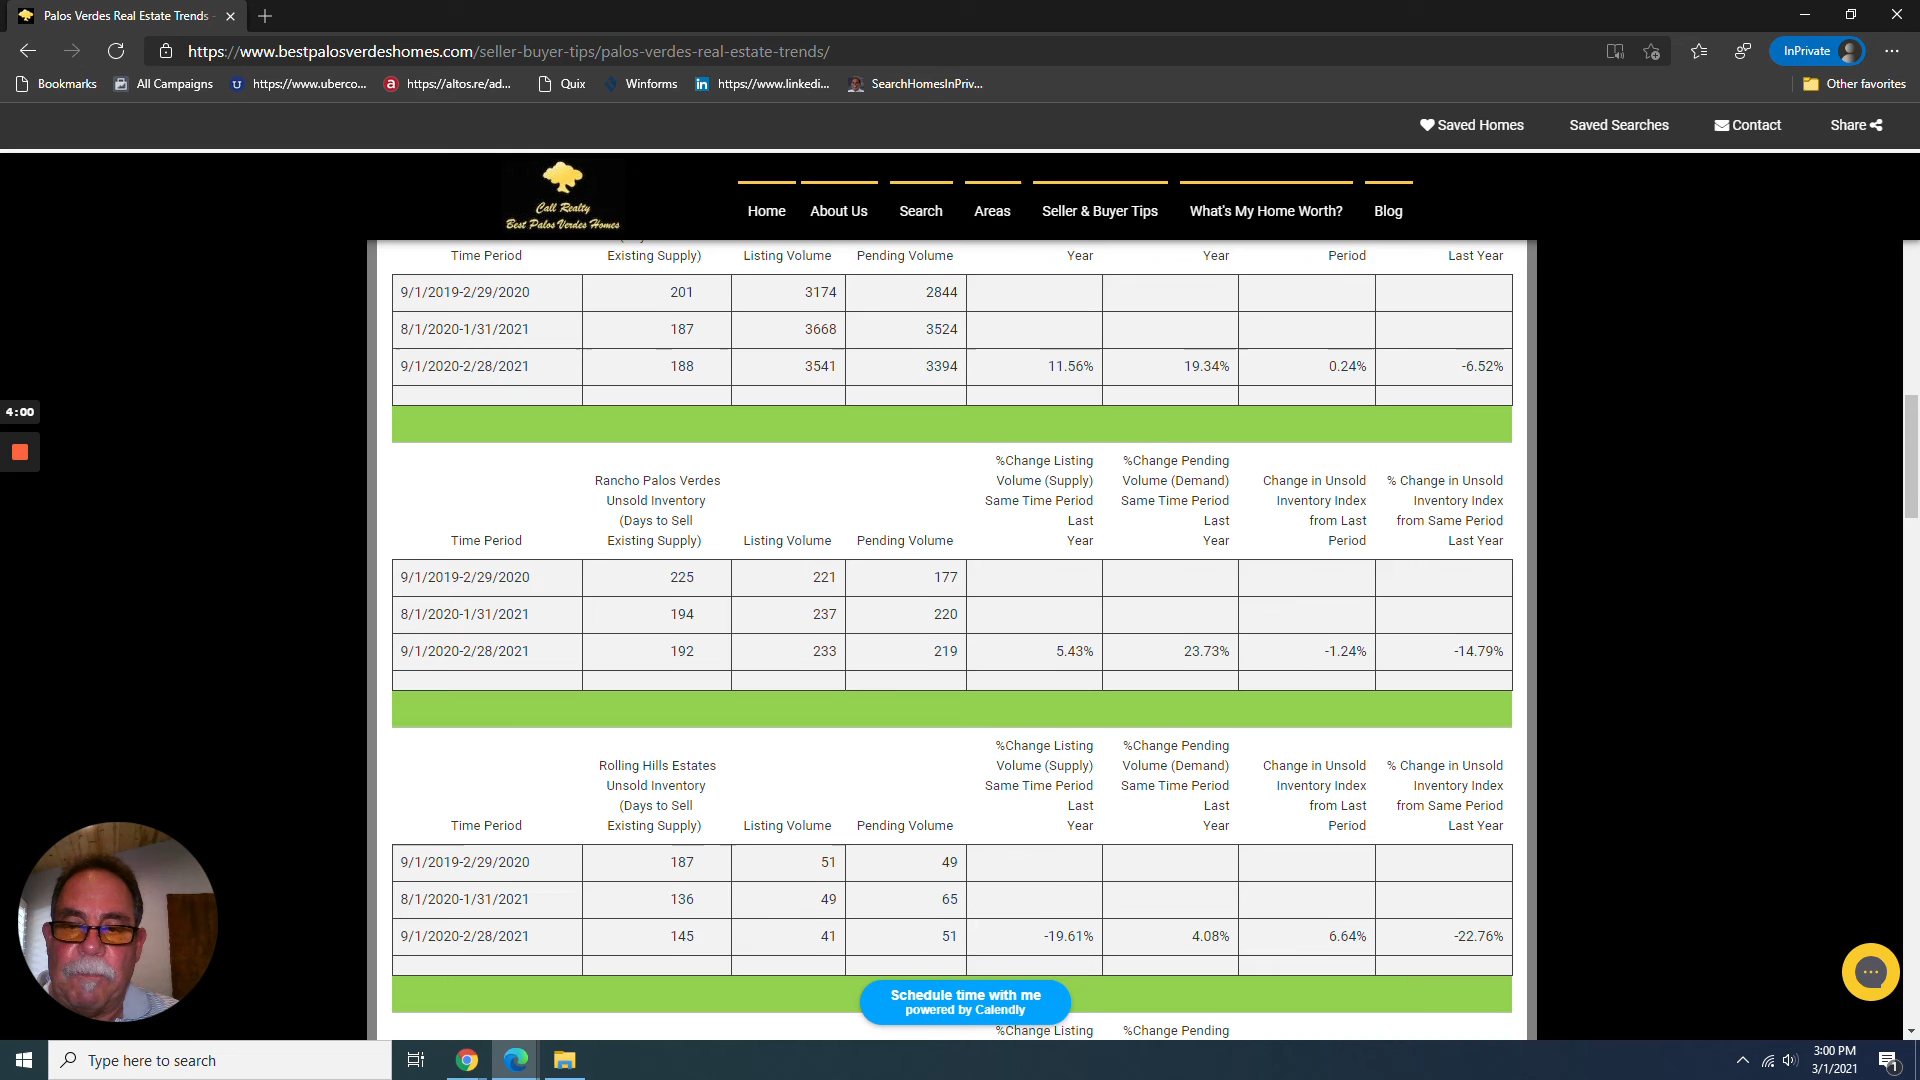 Palos Verdes Real Estate Trends -
https://www.bestpalosverdeshomes.com/seller-buyer-tips/palos-verdes-real-estate-trends/
InPrivate
Bookmarks All Campaigns https://www.uberco... https://altos.re/ad... Quix Winforms https://www.linkedi... SearchHomesInPriv... Other favorites
Saved Homes Saved Searches Contact Share
Call Realty
Best Palos Verdes Homes
Home About Us Search Areas Seller & Buyer Tips What's My Home Worth? Blog
Time Period Existing Supply) Listing Volume Pending Volume Year Year Period Last Year
9/1/2019-2/29/2020 201 3174 2844
8/1/2020-1/31/2021 187 3668 3524
9/1/2020-2/28/2021 188 3541 3394 11.56% 19.34% 0.24% -6.52%
4:00
%Change Listing %Change Pending
Rancho Palos Verdes Volume (Supply) Volume (Demand) Change in Unsold % Change in Unsold
Unsold Inventory Same Time Period Same Time Period Inventory Index Inventory Index
(Days to Sell Last Last from Last from Same Period
Time Period Existing Supply) Listing Volume Pending Volume Year Year Period Last Year
9/1/2019-2/29/2020 225 221 177
8/1/2020-1/31/2021 194 237 220
9/1/2020-2/28/2021 192 233 219 5.43% 23.73% -1.24% -14.79%
%Change Listing %Change Pending
Rolling Hills Estates Volume (Supply) Volume (Demand) Change in Unsold % Change in Unsold
Unsold Inventory Same Time Period Same Time Period Inventory Index Inventory Index
(Days to Sell Last Last from Last from Same Period
Time Period Existing Supply) Listing Volume Pending Volume Year Year Period Last Year
9/1/2019-2/29/2020 187 51 49
8/1/2020-1/31/2021 136 49 65
9/1/2020-2/28/2021 145 41 51 -19.61% 4.08% 6.64% -22.76%
Schedule time with me
powered by Calendly
%Change Listing %Change Pending
Type here to search
3:00 PM
3/1/2021
1